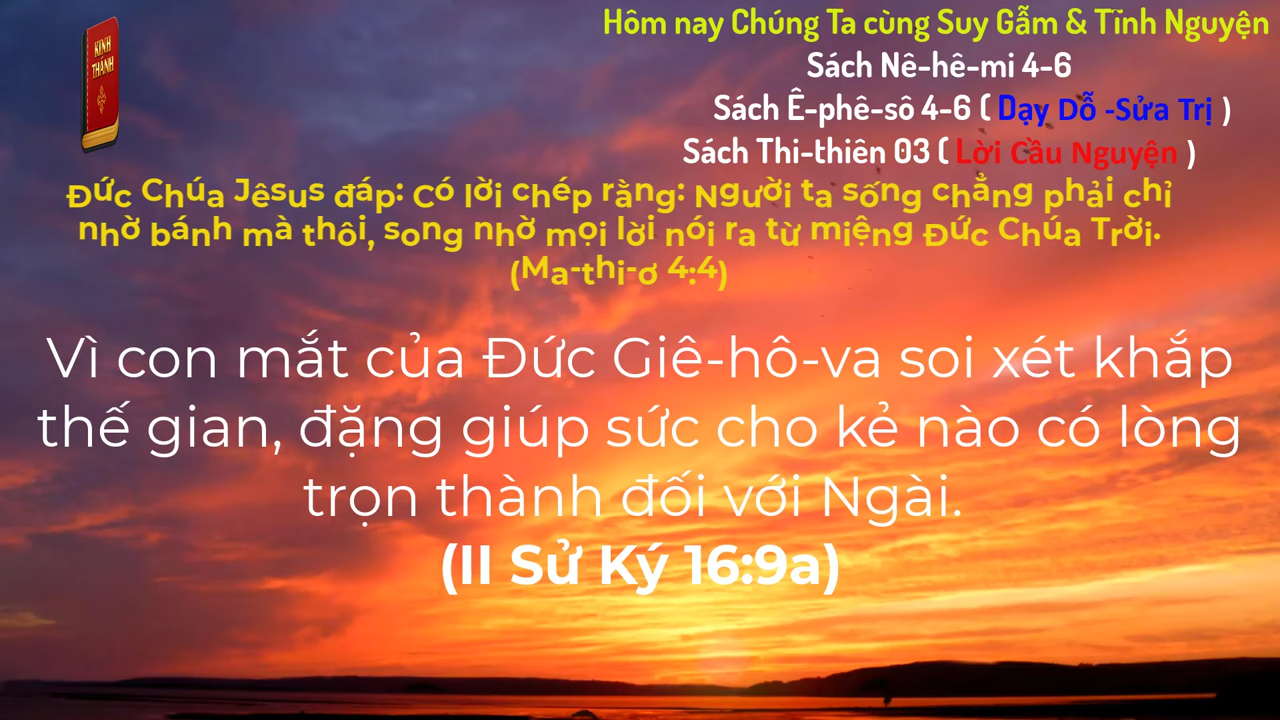 KINH
THÁNH
Hôm nay Chúng Ta cùng Suy Gẫm & Tĩnh Nguyện
Sách Nê-hê-mi 4-6
Sách Ê-phê-sô 4-6 ( Dạy Dỗ -Sửa Trị )
Sách Thi-thiên 03 ( Lời Cầu Nguyện )
Đức Chúa Jêsus đáp: Có lời chép rằng: Người ta sống chẳng phải chỉ
nhờ bánh mà thôi, song nhờ mọi lời nói ra từ miệng Đức Chúa Trời.
(Ma-thi-ơ 4:4)
Vì con mắt của Đức Giê-hô-va soi xét khắp
thế gian, đặng giúp sức cho kẻ nào có lòng
trọn thành đối với Ngài.
(II Sử Ký 16:9a)